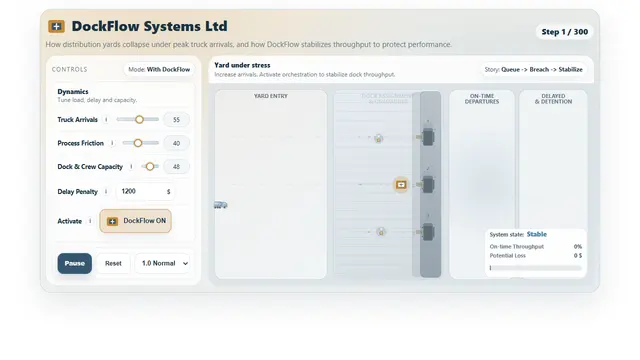 DockFlow Systems Ltd
How distribution yards collapse under peak truck arrivals, and how DockFlow stabilizes throughput to protect performance.
Step 1 / 300
CONTROLS
Mode: With DockFlow
Dynamics
Tune load, delay and capacity.
Truck Arrivals i 55
Process Friction i 40
Dock & Crew Capacity i 48
Delay Penalty i 1200 $
Activate i DockFlow ON
Pause Reset 1.0 Normal
Yard under stress
Increase arrivals. Activate orchestration to stabilize dock throughput.
Story: Queue -> Breach -> Stabilize
YARD ENTRY
ON-TIME
DEPARTURES
DELAYED
& DETENTION
System state: Stable
On-time Throughput 0%
Potential Loss 0 $